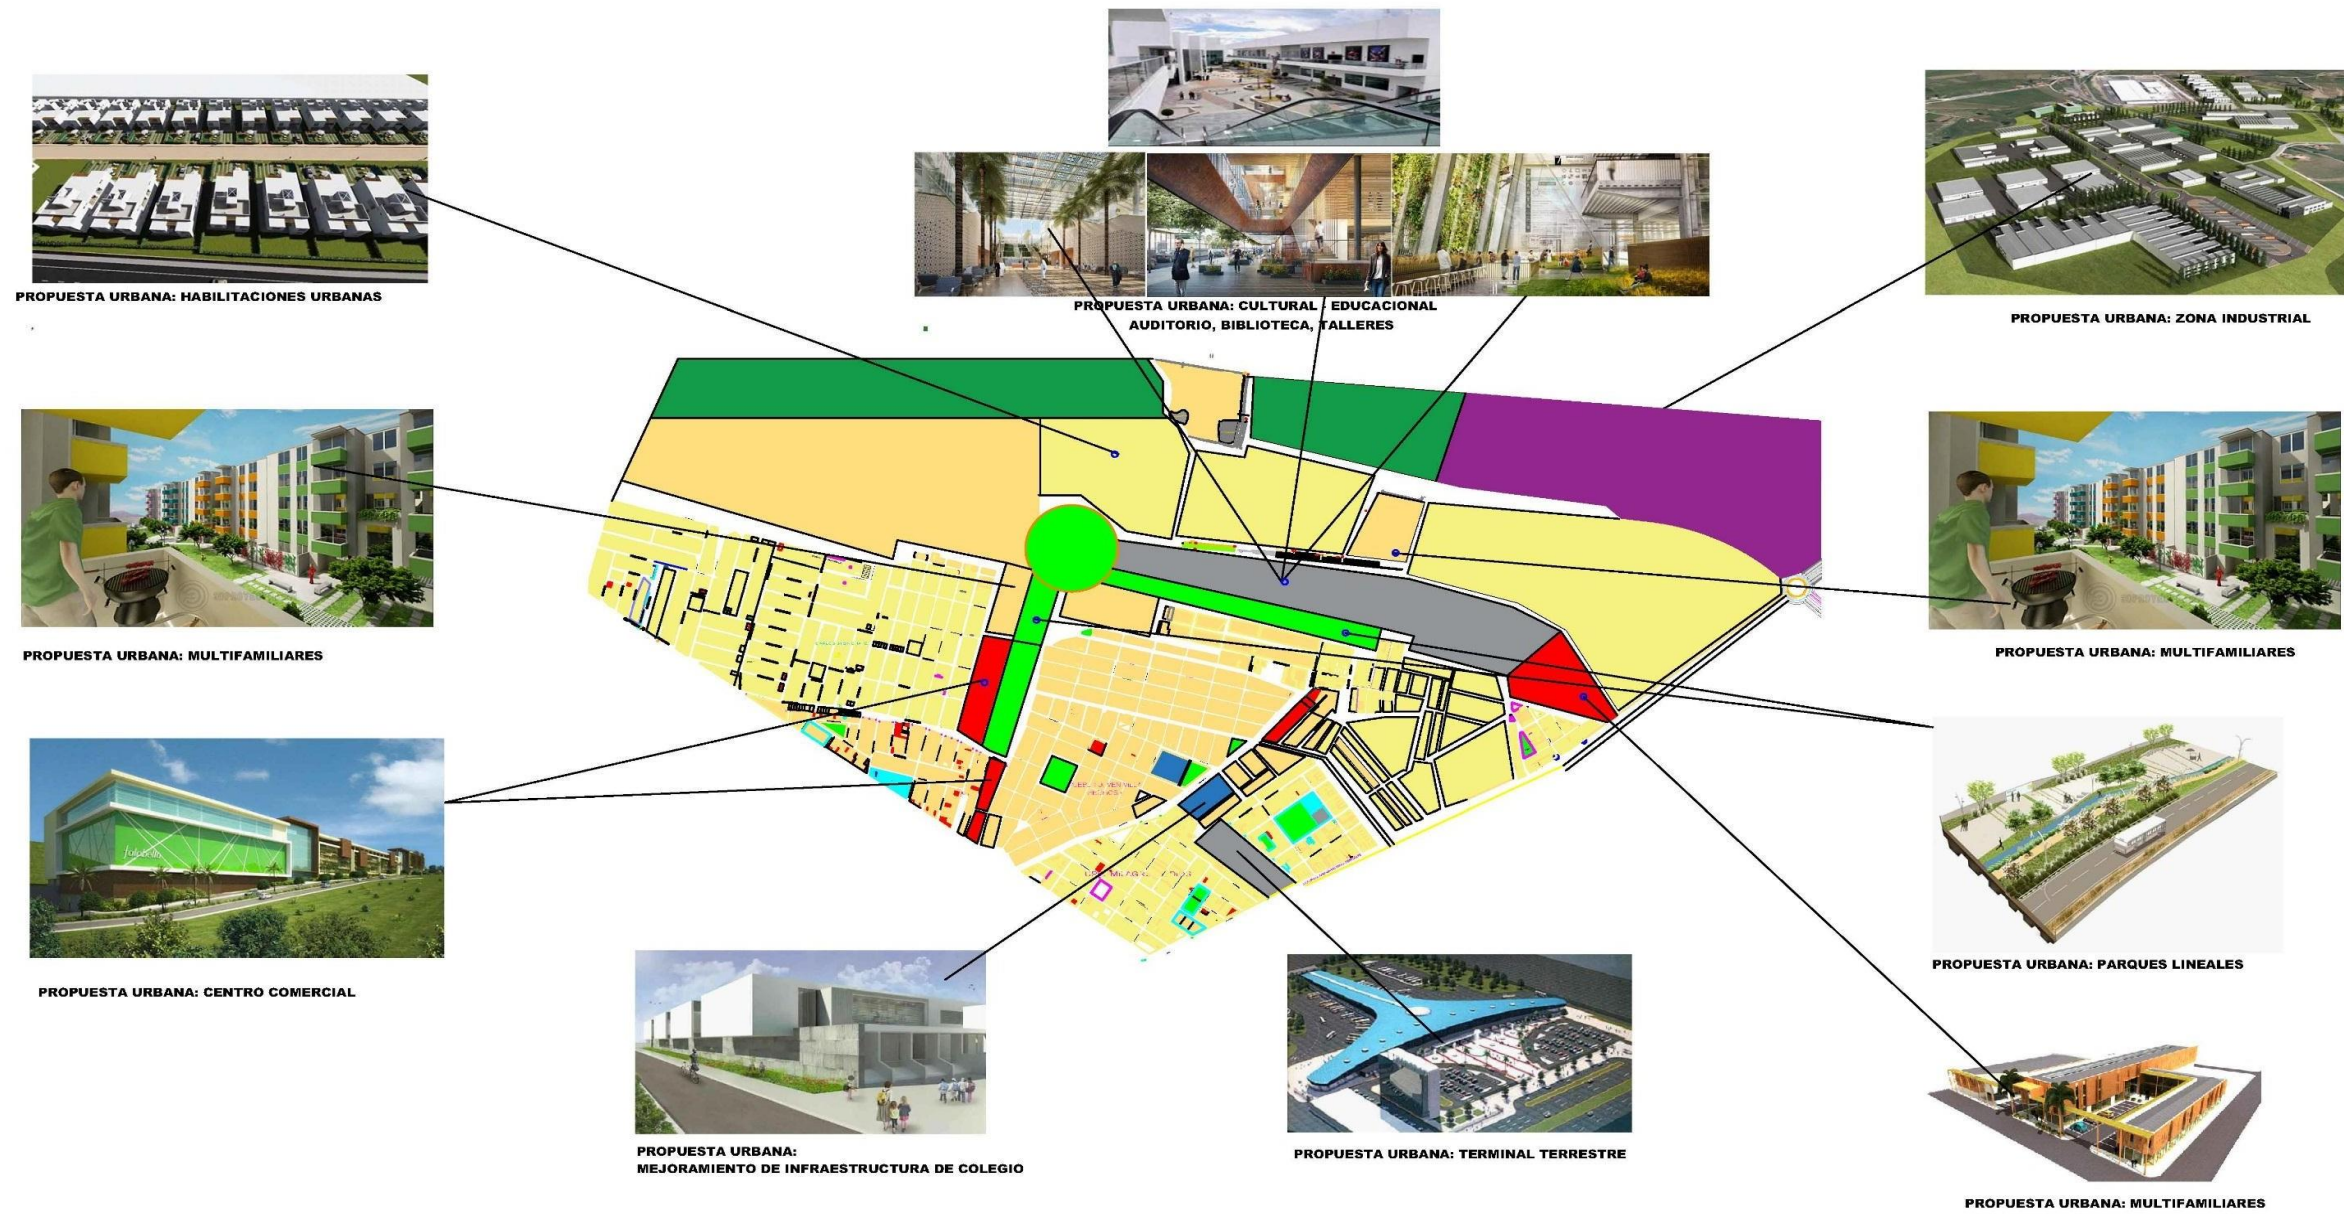 PROPUESTA URBANA: HABILITACIONES URBANAS
PROPUESTA URBANA: CULTURAL - EDUCACIONAL
AUDITORIO, BIBLIOTECA, TALLERES
PROPUESTA URBANA: ZONA INDUSTRIAL
PROPUESTA URBANA: MULTIFAMILIARES
PROPUESTA URBANA: MULTIFAMILIARES
falabella
PROPUESTA URBANA: CENTRO COMERCIAL
PROPUESTA URBANA: PARQUES LINEALES
PROPUESTA URBANA:
MEJORAMIENTO DE INFRAESTRUCTURA DE COLEGIO
PROPUESTA URBANA: TERMINAL TERRESTRE
PROPUESTA URBANA: MULTIFAMILIARES